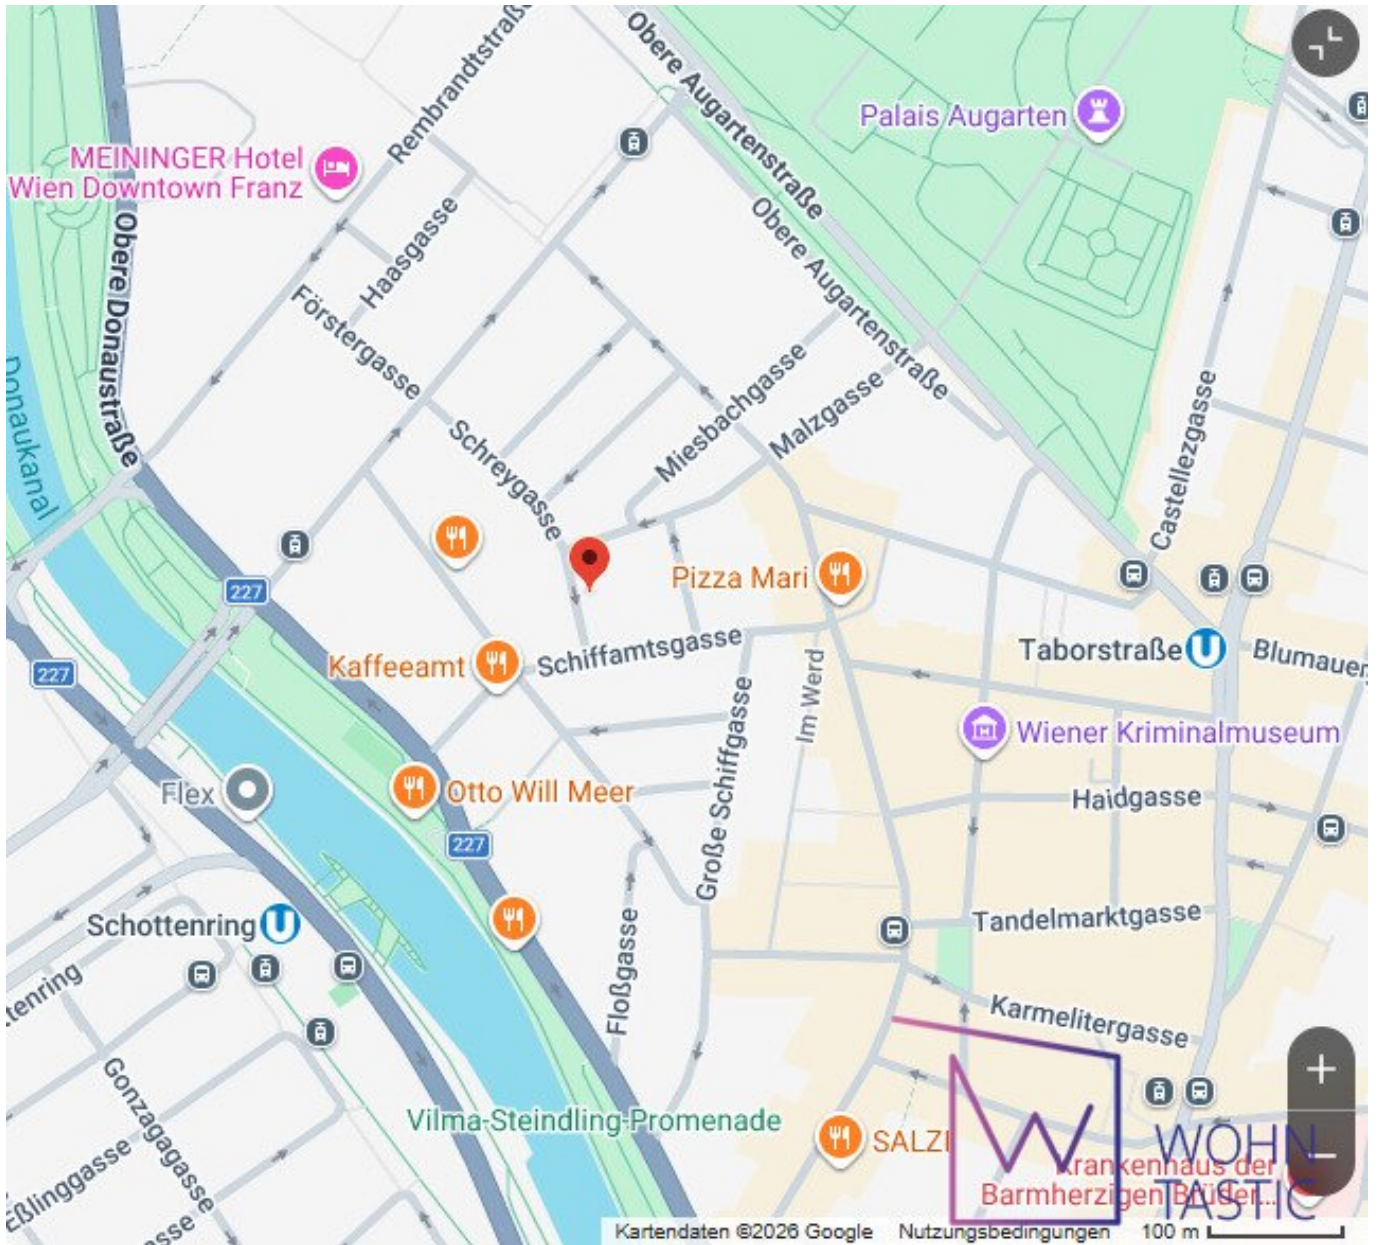 Obere Augartenstraße
Rembrandtstraße
Palais Augarten
MEININGER Hotel
Wien Downtown Franz
Obere Augartenstraße
Haasgasse
Obere Donaustraße
Förstergasse
Donaukanal
Miesbachgasse
Malzgasse
Castellezgasse
Schreygasse
Pizza Mari
227
Schiffamtsgasse
Taborstraße
Blumauer
Kaffeeamt
227
Im Werd
Große Schiffgasse
Wiener Kriminalmuseum
Flex
Otto Will Meer
Haidgasse
227
Schottenring
Tandelmarktgasse
Floßgasse
ttenring
Karmelitergasse
Gonzagagasse
Vilma-Steindling-Promenade
SALZ
WOHN
TASTIC
Krankenhaus der
Barmherzigen Brüder...
Eßlinggasse
sse
Kartendaten ©2026 Google Nutzungsbedingungen 100 m